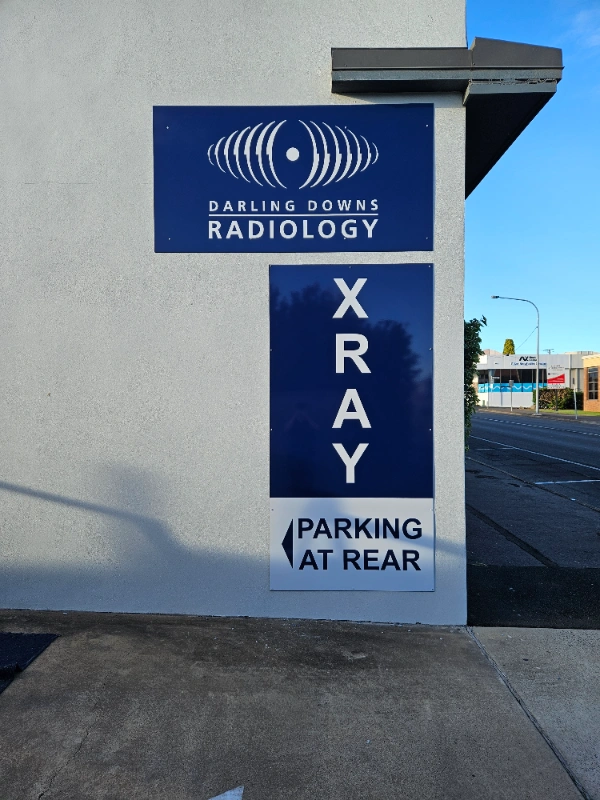 DARLING DOWNS
RADIOLOGY
X
R
A
Y
PARKING
AT REAR